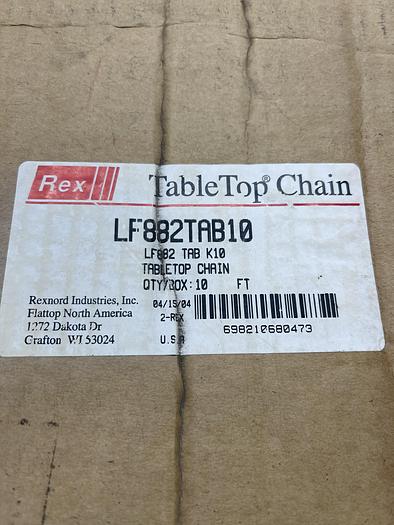 Rex
TableTop® Chain
LF882TAB10
LF882 TAB K10
TABLETOP CHAIN
QTY/BOX:10 FT
Rexnord Industries, Inc.
Flattop North America
1272 Dakota Dr
Grafton WI 53024
04/15/04
2-REX
U.S.A
698210680473